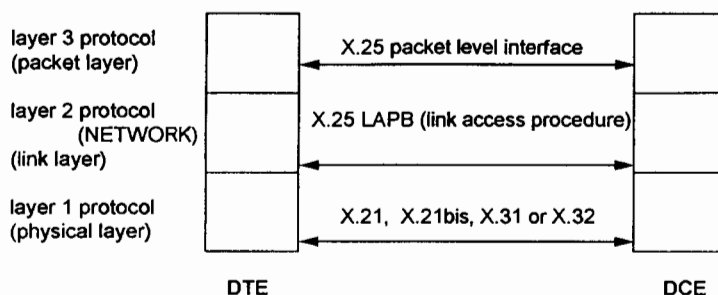 layer 3 protocol
(packet layer)
X.25 packet level interface
layer 2 protocol
(NETWORK)
(link layer)
X.25 LAPB (link access procedure)
layer 1 protocol
(physical layer)
X.21, X.21bis, X.31 or X.32
DTE
DCE